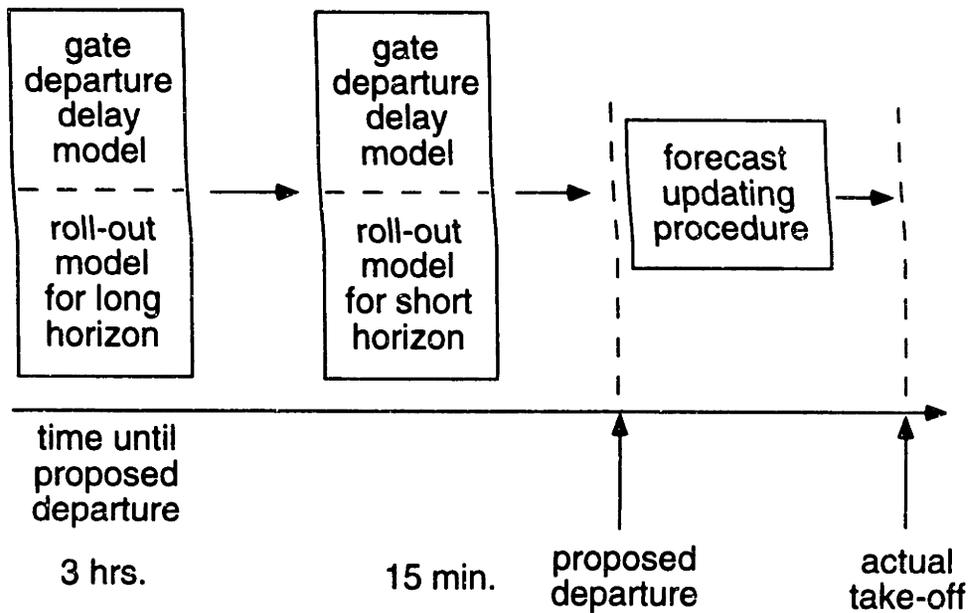 gate
departure
delay
model
roll-out
model
for long
horizon
gate
departure
delay
model
roll-out
model
for short
horizon
forecast
updating
procedure
time until
proposed
departure
3 hrs.
15 min.
proposed
departure
actual
take-off